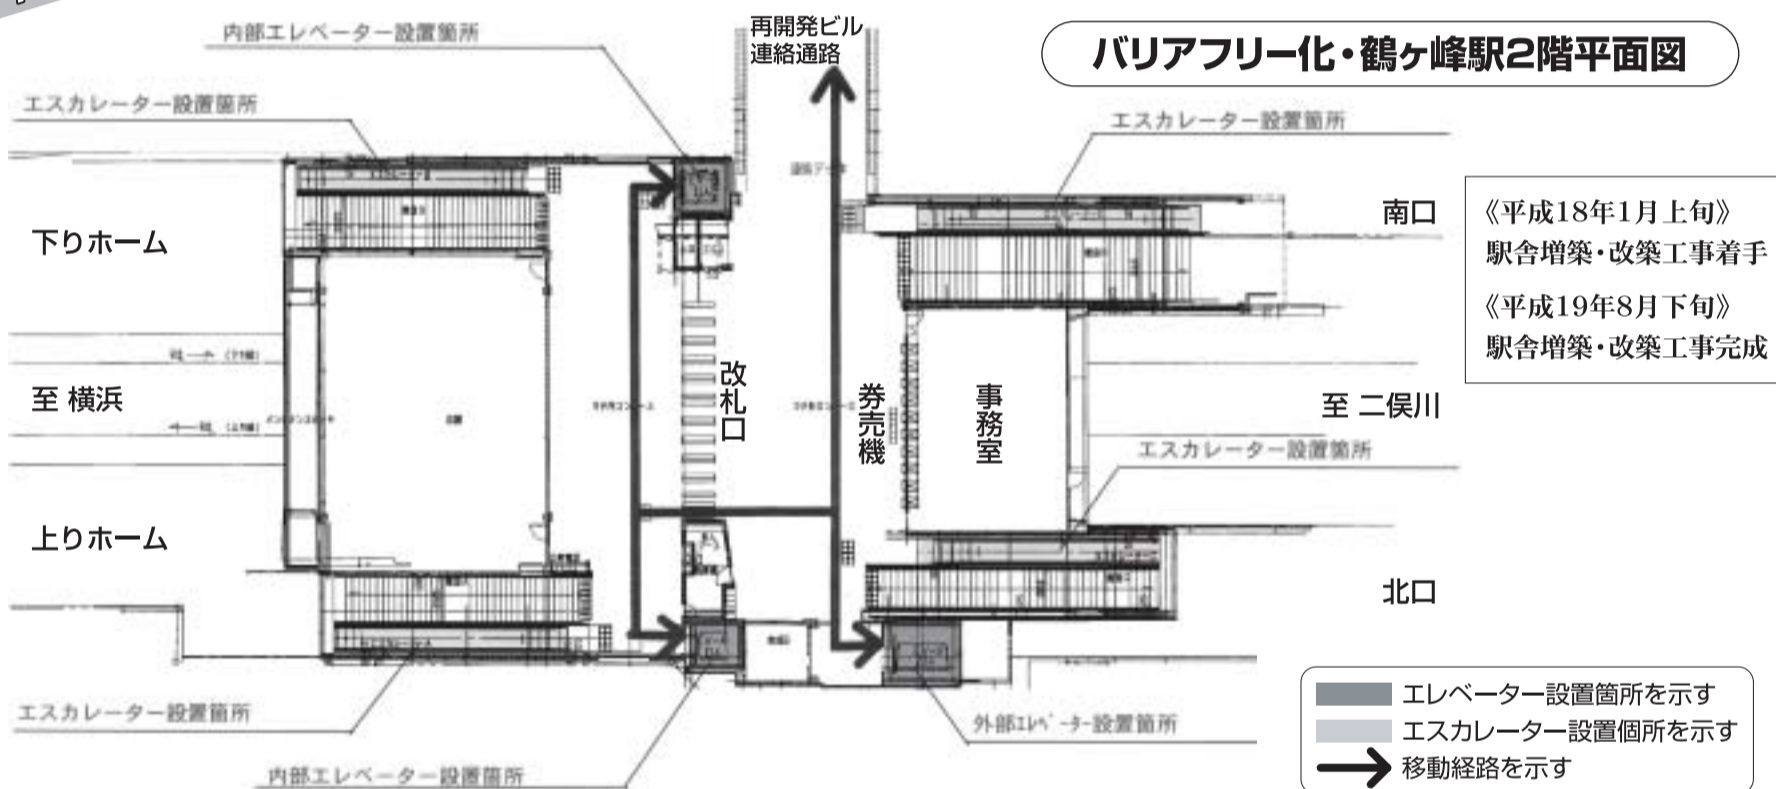 バリアフリー化・鶴ヶ峰駅2階平面図
内部エレベーター設置箇所
再開発ビル
連絡通路
エスカレーター設置箇所
エスカレーター設置箇所
下りホーム
南口
《平成18年1月上旬》
駅舎増築・改築工事着手
《平成19年8月下旬》
駅舎増築・改築工事完成
至 横浜
改札口
券売機
事務室
至 二俣川
エスカレーター設置箇所
上りホーム
北口
エスカレーター設置箇所
外部エレベーター設置箇所
内部エレベーター設置箇所
エレベーター設置箇所を示す
エスカレーター設置個所を示す
移動経路を示す